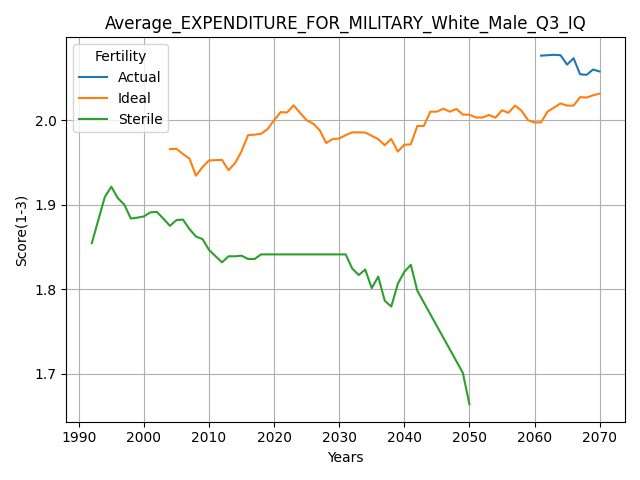 Average_EXPENDITURE_FOR_MILITARY_White_Male_Q3_IQ
Fertility
Actual
Ideal
Sterile
Score(1-3)
2.0
1.9
1.8
1.7
1990 2000 2010 2020 2030 2040 2050 2060 2070
Years